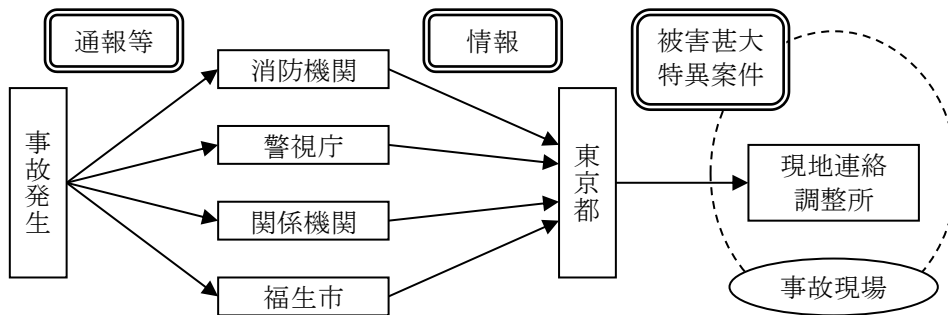 通報等
情報
被害甚大
特異案件
事故発生
消防機関
警視庁
関係機関
福生市
東京都
現地連絡
調整所
事故現場